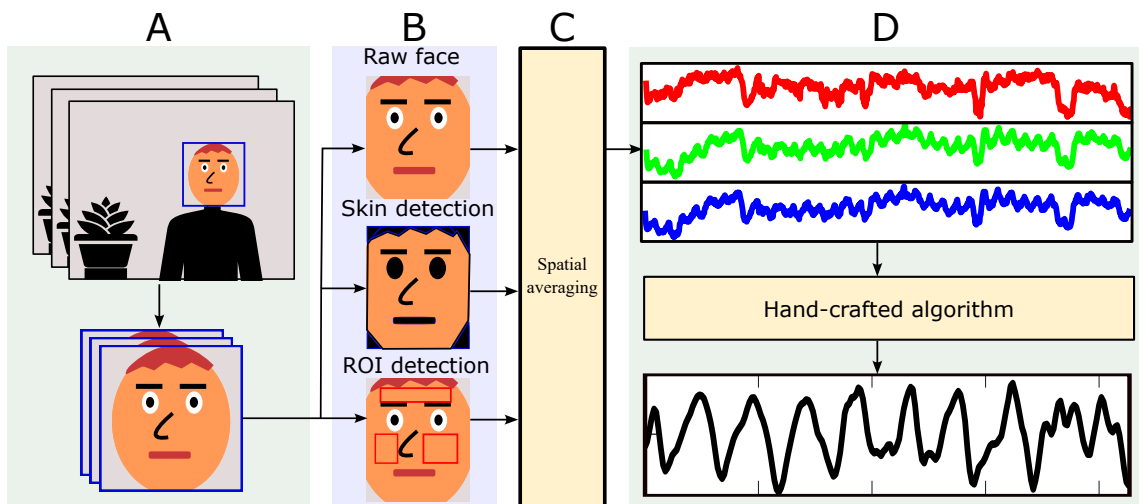 A
B
C
D
Raw face
Skin detection
ROI detection
Spatial
averaging
Hand-crafted algorithm